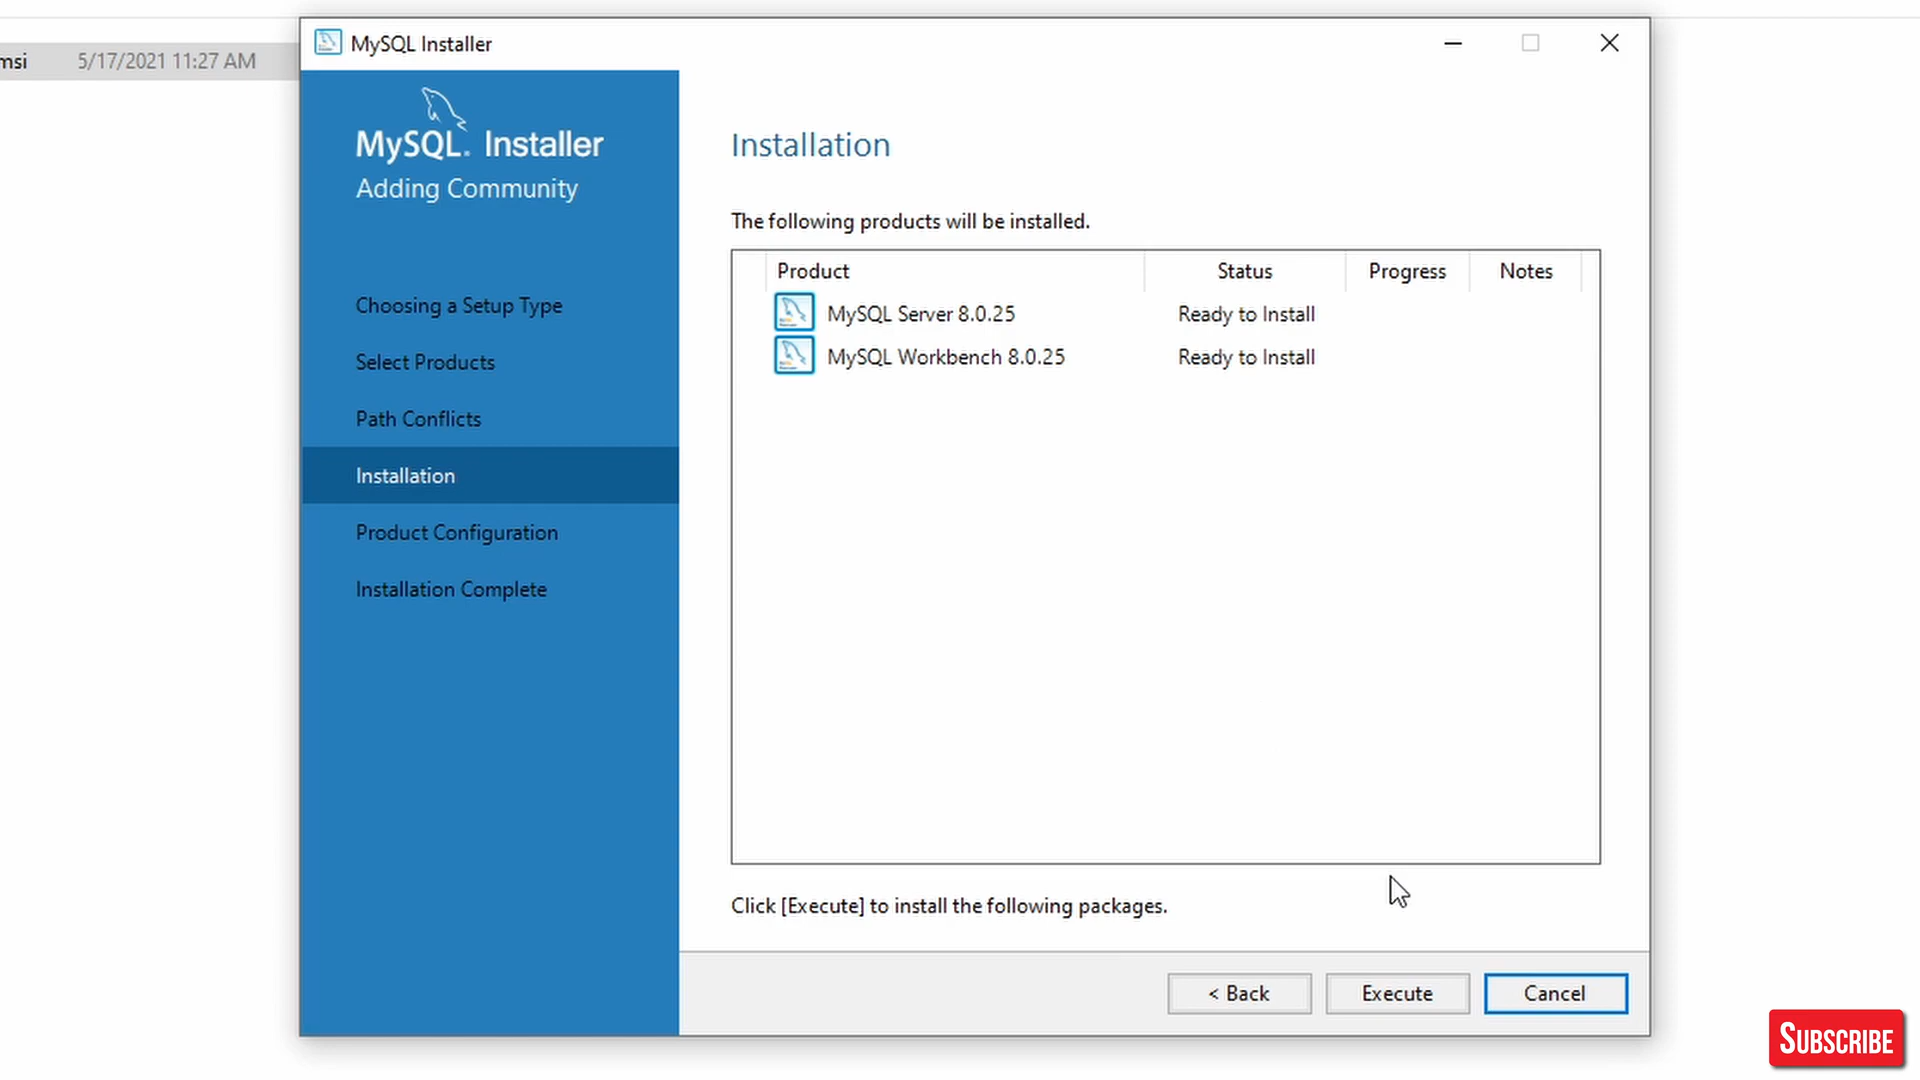 msi 5/17/2021 11:27 AM
MySQL Installer
MySQL. Installer
Adding Community
Choosing a Setup Type
Select Products
Path Conflicts
Installation
Product Configuration
Installation Complete
Installation
The following products will be installed.
Product Status Progress Notes
MySQL Server 8.0.25 Ready to Install
MySQL Workbench 8.0.25 Ready to Install
Click [Execute] to install the following packages.
< Back Execute Cancel
SUBSCRIBE